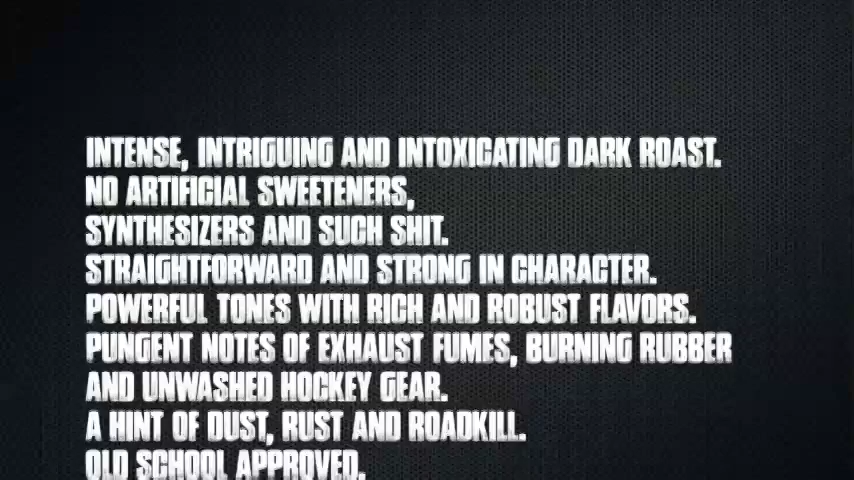 INTENSE, INTRIGUING AND INTOXICATING DARK ROAST.
NO ARTIFICIAL SWEETENERS,
SYNTHESIZERS AND SUCH SHIT.
STRAIGHTFORWARD AND STRONG IN CHARACTER.
POWERFUL TONES WITH RICH AND ROBUST FLAVORS.
PUNGENT NOTES OF EXHAUST FUMES, BURNING RUBBER
AND UNWASHED HOCKEY GEAR.
A HINT OF DUST, RUST AND ROADKILL.
OLD SCHOOL APPROVED.